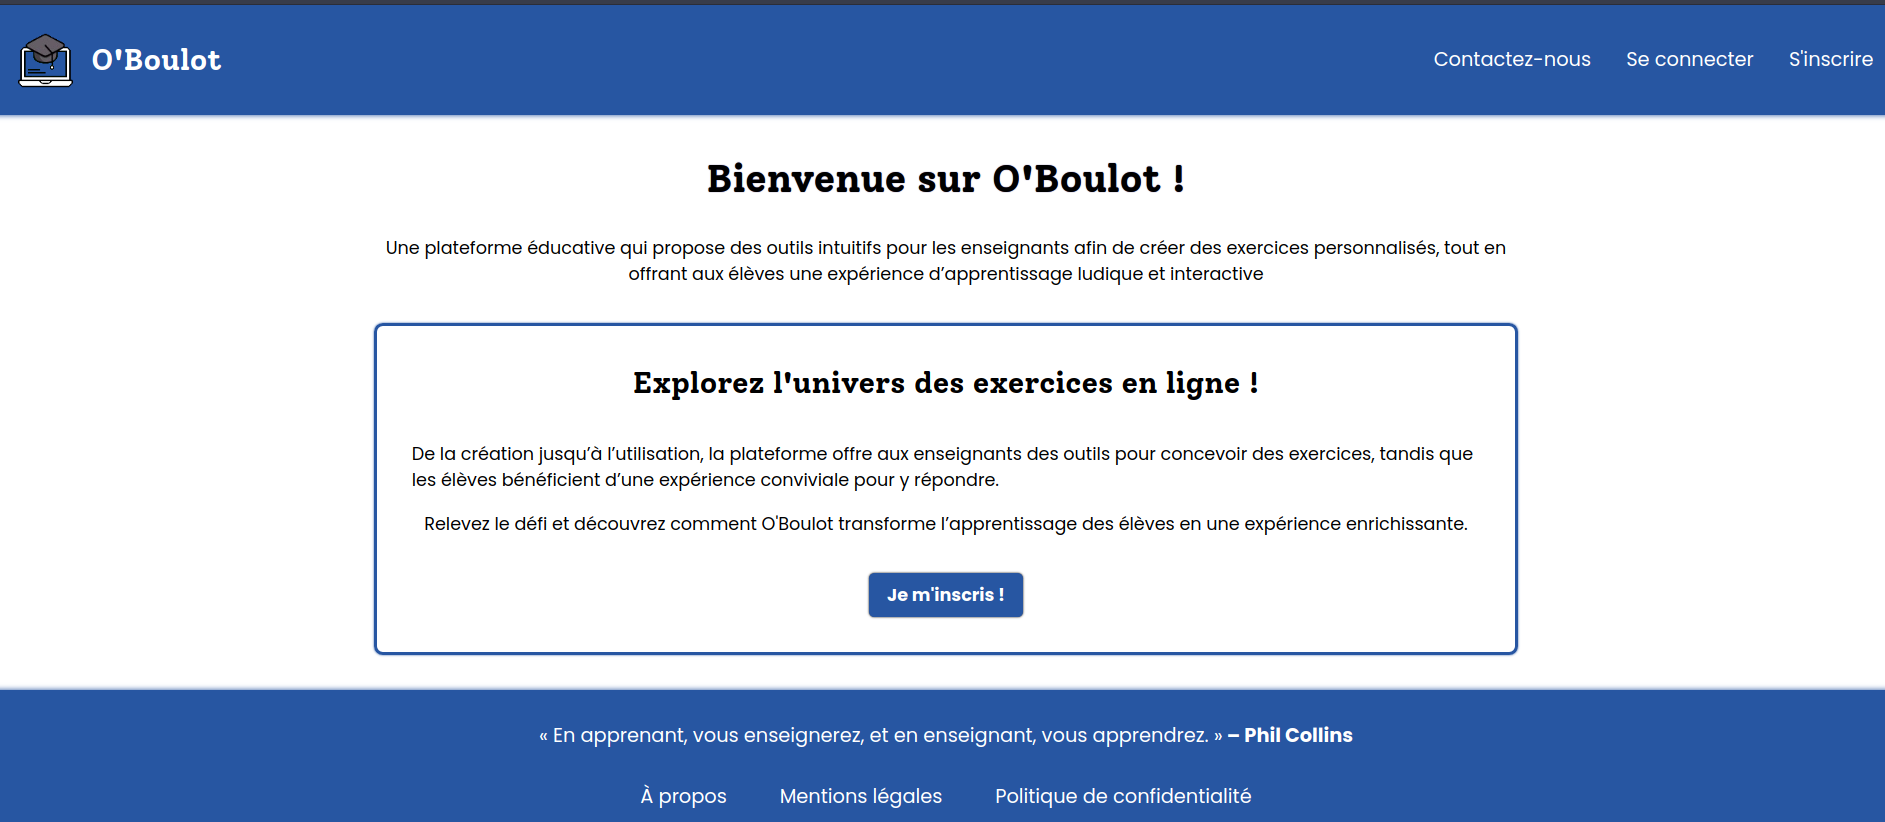 O'Boulot
Contactez-nous
Se connecter
S'inscrire
Bienvenue sur O'Boulot !
Une plateforme éducative qui propose des outils intuitifs pour les enseignants afin de créer des exercices personnalisés, tout en
offrant aux élèves une expérience d’apprentissage ludique et interactive
Explorez l'univers des exercices en ligne !
De la création jusqu’à l’utilisation, la plateforme offre aux enseignants des outils pour concevoir des exercices, tandis que
les élèves bénéficient d’une expérience conviviale pour y répondre.
Relevez le défi et découvrez comment O'Boulot transforme l’apprentissage des élèves en une expérience enrichissante.
Je m'inscris !
« En apprenant, vous enseignerez, et en enseignant, vous apprendrez. » – Phil Collins
À propos
Mentions légales
Politique de confidentialité